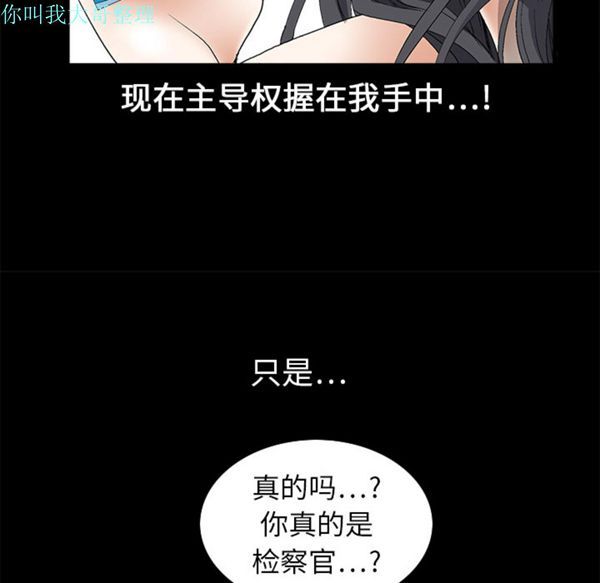 你叫我大哥整理
现在主导权握在我手中...!
只是...
真的吗...?
你真的是
检察官...?